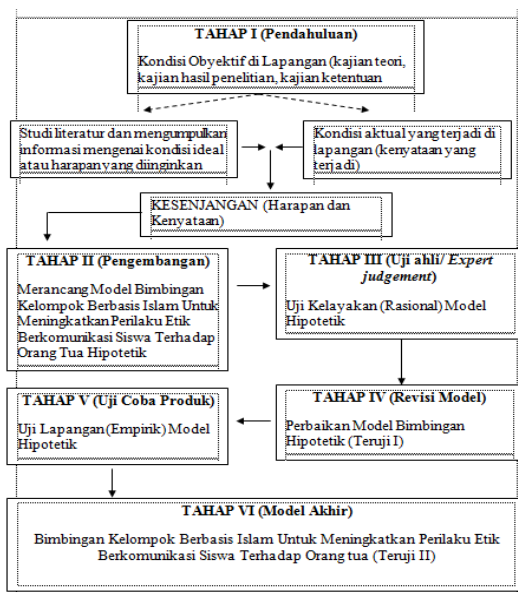 TAHAP I (Pendahuluan)
Kondisi Obyektif di Lapangan (kajian teori,
kajian hasil penelitian, kajian ketentuan
Studi literatur dan mengumpulkan
informasi mengenai kondisi ideal
atau harapan yang diinginkan
Kondisi aktual yang terjadi di
lapangan (kenyataan yang
terjadi)
KESENJANGAN (Harapan dan
Kenyataan)
TAHAP II (Pengembangan)
Merancang Model Bimbingan
Kelompok Berbasis Islam Untuk
Meningkatkan Perilaku Etik
Berkomunikasi Siswa Terhadap
Orang Tua Hipotetik
TAHAP III (Uji ahli/ Expert
judgement)
Uji Kelayakan (Rasional) Model
Hipotetik
TAHAP IV (Revisi Model)
Perbaikan Model Bimbingan
Hipotetik (Teruji I)
TAHAP V (Uji Coba Produk)
Uji Lapangan (Empirik) Model
Hipotetik
TAHAP VI (Model Akhir)
Bimbingan Kelompok Berbasis Islam Untuk Meningkatkan Perilaku Etik
Berkomunikasi Siswa Terhadap Orang tua (Teruji II)